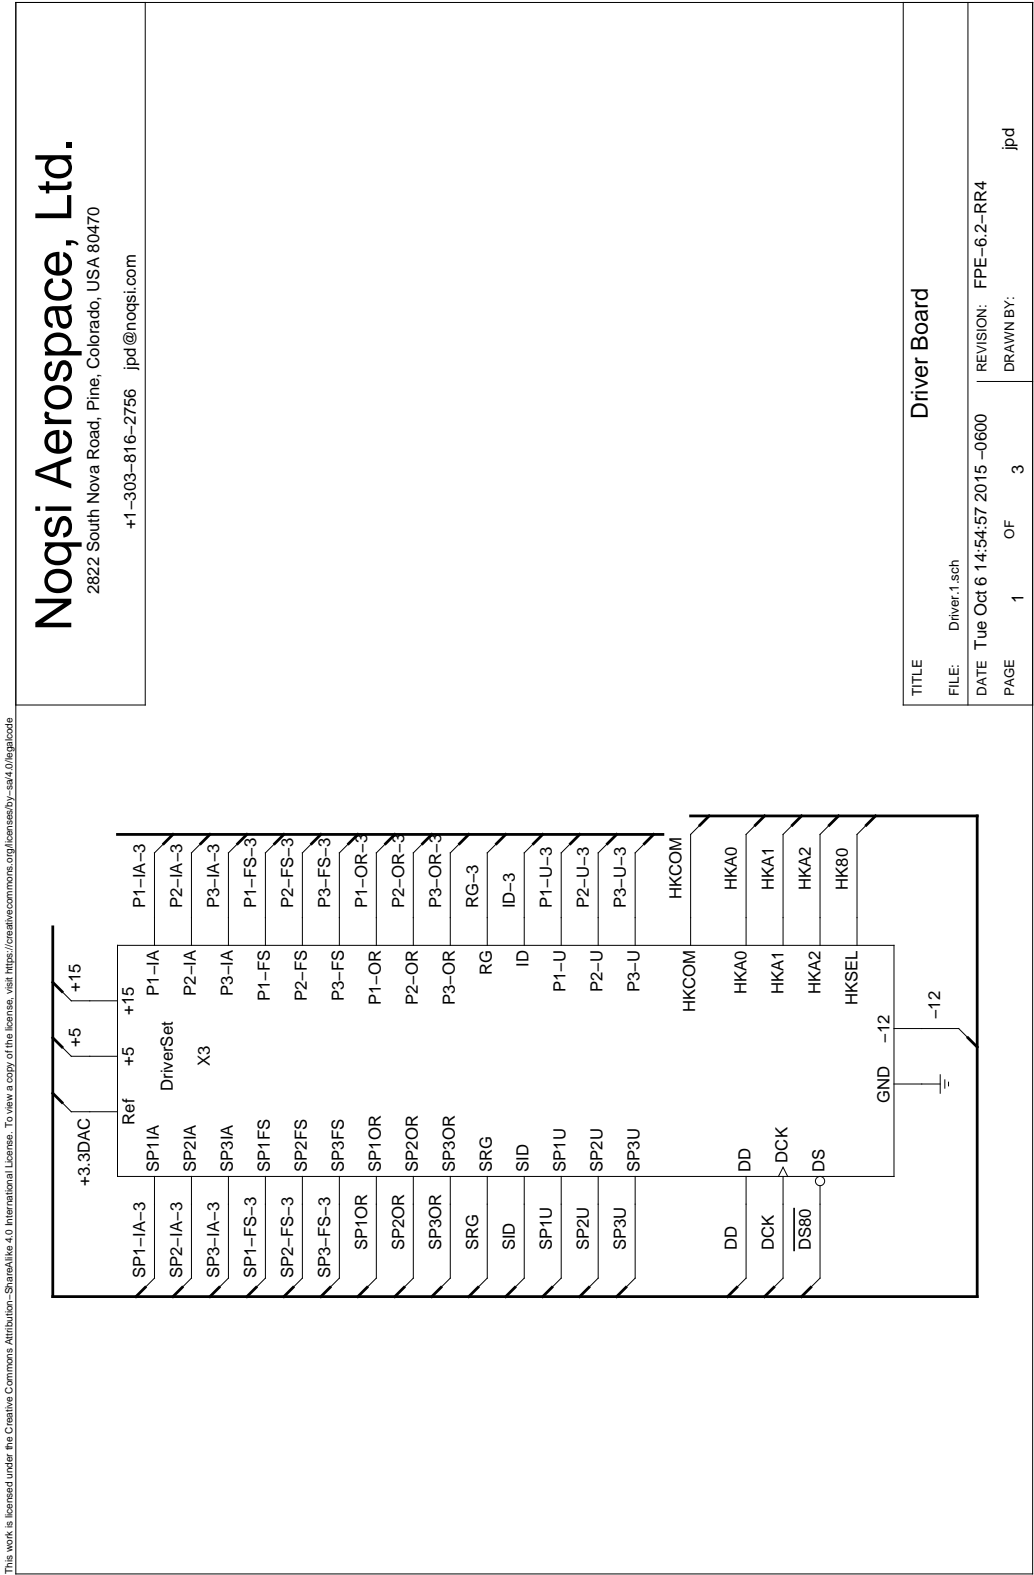 This work is licensed under the Creative Commons Attribution−ShareAlike 4.0 International License. To view a copy of the license, visit https://creativecommons.org/licenses/by−sa/4.0/legalcode
Noqsi Aerospace, Ltd.
2822 South Nova Road, Pine, Colorado, USA 80470
+1−303−816−2756 jpd@noqsi.com
+3.3DAC
+5
+15
Ref
+5
+15
DriverSet
X3
SP1−IA−3 SP1IA P1−IA P1−IA−3
SP2−IA−3 SP2IA P2−IA P2−IA−3
SP3−IA−3 SP3IA P3−IA P3−IA−3
SP1−FS−3 SP1FS P1−FS P1−FS−3
SP2−FS−3 SP2FS P2−FS P2−FS−3
SP3−FS−3 SP3FS P3−FS P3−FS−3
SP1OR SP1OR P1−OR P1−OR−3
SP2OR SP2OR P2−OR P2−OR−3
SP3OR SP3OR P3−OR P3−OR−3
SRG SRG RG RG−3
SID SID ID ID−3
SP1U SP1U P1−U P1−U−3
SP2U SP2U P2−U P2−U−3
SP3U SP3U P3−U P3−U−3
HKCOM HKCOM
DD DD HKA0 HKA0
DCK DCK HKA1 HKA1
DS80 DS HKA2 HKA2
HKSEL HK80
GND −12
−12
TITLE
Driver Board
FILE: Driver.1.sch
DATE Tue Oct 6 14:54:57 2015 −0600 REVISION: FPE−6.2−RR4
PAGE 1 OF 3 DRAWN BY: jpd